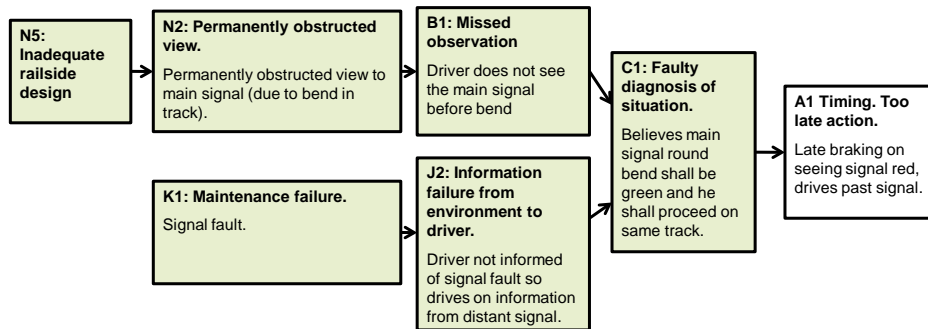 N5:
Inadequate
railside
design
N2: Permanently obstructed
view.
Permanently obstructed view to
main signal (due to bend in
track).
B1: Missed
observation
Driver does not see
the main signal
before bend
K1: Maintenance failure.
Signal fault.
J2: Information
failure from
environment to
driver.
Driver not informed
of signal fault so
drives on information
from distant signal.
C1: Faulty
diagnosis of
situation.
Believes main
signal round
bend shall be
green and he
shall proceed on
same track.
A1 Timing. Too
late action.
Late braking on
seeing signal red,
drives past signal.